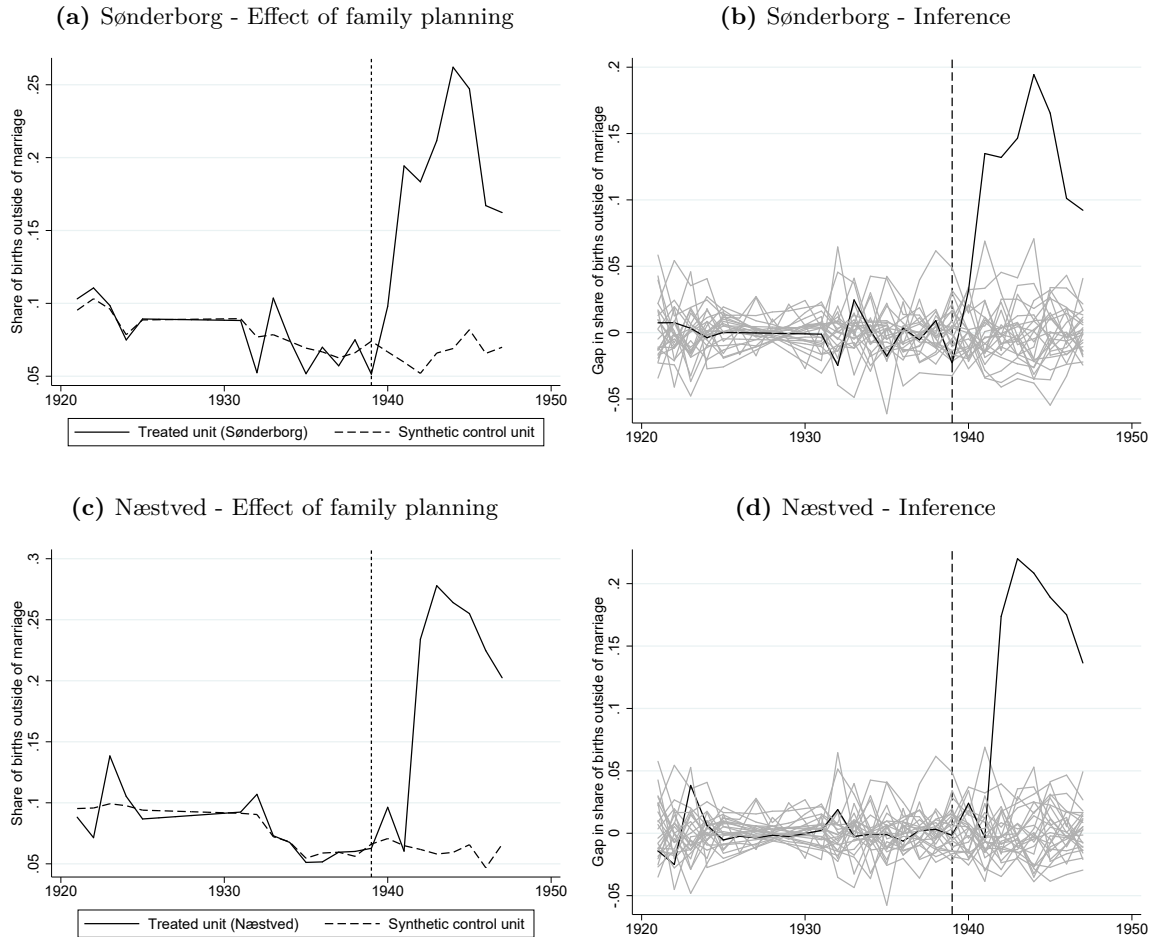 (a) Sønderborg - Effect of family planning
Share of births outside of marriage
.25
.2
.15
.1
.05
1920 1930 1940 1950
Treated unit (Sønderborg) Synthetic control unit
(b) Sønderborg - Inference
Gap in share of births outside of marriage
.2
.15
.1
.05
0
-.05
1920 1930 1940 1950
(c) Næstved - Effect of family planning
Share of births outside of marriage
.3
.25
.2
.15
.1
.05
1920 1930 1940 1950
Treated unit (Næstved) Synthetic control unit
(d) Næstved - Inference
Gap in share of births outside of marriage
.2
.15
.1
.05
0
-.05
1920 1930 1940 1950